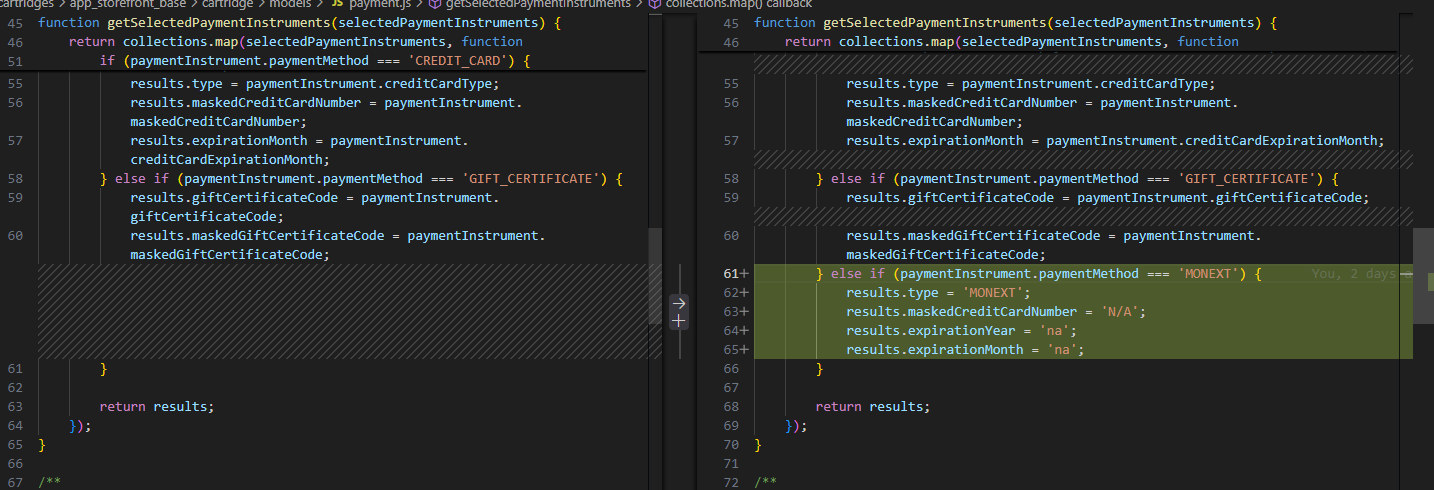 cartridges > app_storefront_base > cartridge > models > JS payment.js > getSelectedPaymentInstruments > collections.map() callback
45 function getSelectedPaymentInstruments(selectedPaymentInstruments) {
46 return collections.map(selectedPaymentInstruments, function
51 if (paymentInstrument.paymentMethod === 'CREDIT_CARD') {
55 results.type = paymentInstrument.creditCardType;
56 results.maskedCreditCardNumber = paymentInstrument.
maskedCreditCardNumber;
57 results.expirationMonth = paymentInstrument.
creditCardExpirationMonth;
58 } else if (paymentInstrument.paymentMethod === 'GIFT_CERTIFICATE') {
59 results.giftCertificateCode = paymentInstrument.
giftCertificateCode;
60 results.maskedGiftCertificateCode = paymentInstrument.
maskedGiftCertificateCode;
61 }
62
63 return results;
64 });
65 }
66
67 /**
45 function getSelectedPaymentInstruments(selectedPaymentInstruments) {
46 return collections.map(selectedPaymentInstruments, function
55 results.type = paymentInstrument.creditCardType;
56 results.maskedCreditCardNumber = paymentInstrument.
maskedCreditCardNumber;
57 results.expirationMonth = paymentInstrument.creditCardExpirationMonth;
58 } else if (paymentInstrument.paymentMethod === 'GIFT_CERTIFICATE') {
59 results.giftCertificateCode = paymentInstrument.giftCertificateCode;
60 results.maskedGiftCertificateCode = paymentInstrument.
maskedGiftCertificateCode;
61+ } else if (paymentInstrument.paymentMethod === 'MONEXT') { You, 2 days
62+ results.type = 'MONEXT';
63+ results.maskedCreditCardNumber = 'N/A';
64+ results.expirationYear = 'na';
65+ results.expirationMonth = 'na';
66 }
67
68 return results;
69 });
70 }
71
72 /**